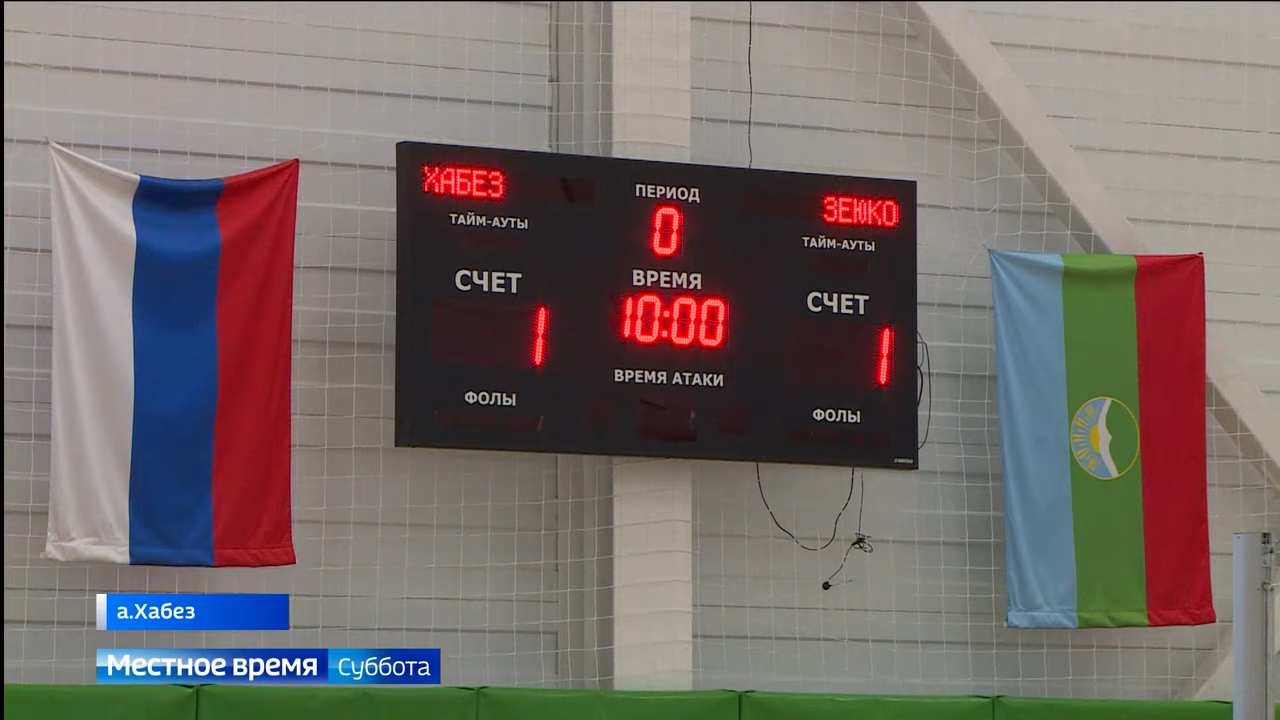 ХАБЕЗ
ПЕРИОД
ЗЕЮКО
ТАЙМ-АУТЫ
0
ТАЙМ-АУТЫ
СЧЕТ
ВРЕМЯ
СЧЕТ
1
10:00
1
ВРЕМЯ АТАКИ
ФОЛЫ
ФОЛЫ
а.Хабез
Местное время Суббота